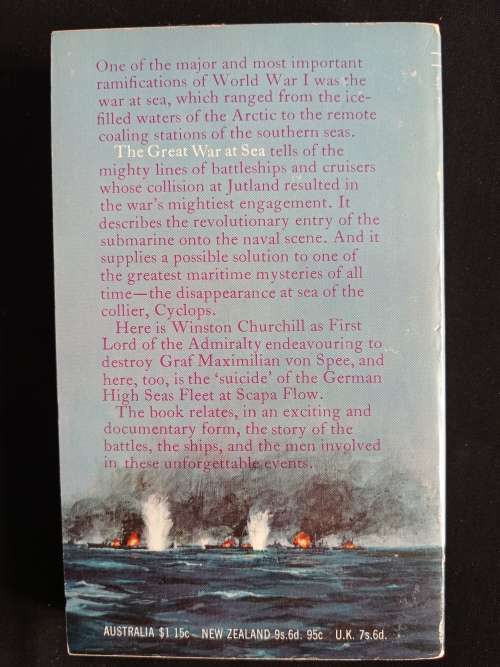 One of the major and most important
ramifications of World War I was the
war at sea, which ranged from the ice-
filled waters of the Arctic to the remote
coaling stations of the southern seas.
The Great War at Sea tells of the
mighty lines of battleships and cruisers
whose collision at Jutland resulted in
the war's mightiest engagement. It
describes the revolutionary entry of the
submarine onto the naval scene. And it
supplies a possible solution to one of
the greatest maritime mysteries of all
time—the disappearance at sea of the
collier, Cyclops.
Here is Winston Churchill as First
Lord of the Admiralty endeavouring to
destroy Graf Maximilian von Spee, and
here, too, is the 'suicide' of the German
High Seas Fleet at Scapa Flow.
The book relates, in an exciting and
documentary form, the story of the
battles, the ships, and the men involved
in these unforgettable events.
AUSTRALIA $1 15c NEW ZEALAND 9s.6d. 95c U.K. 7s.6d.